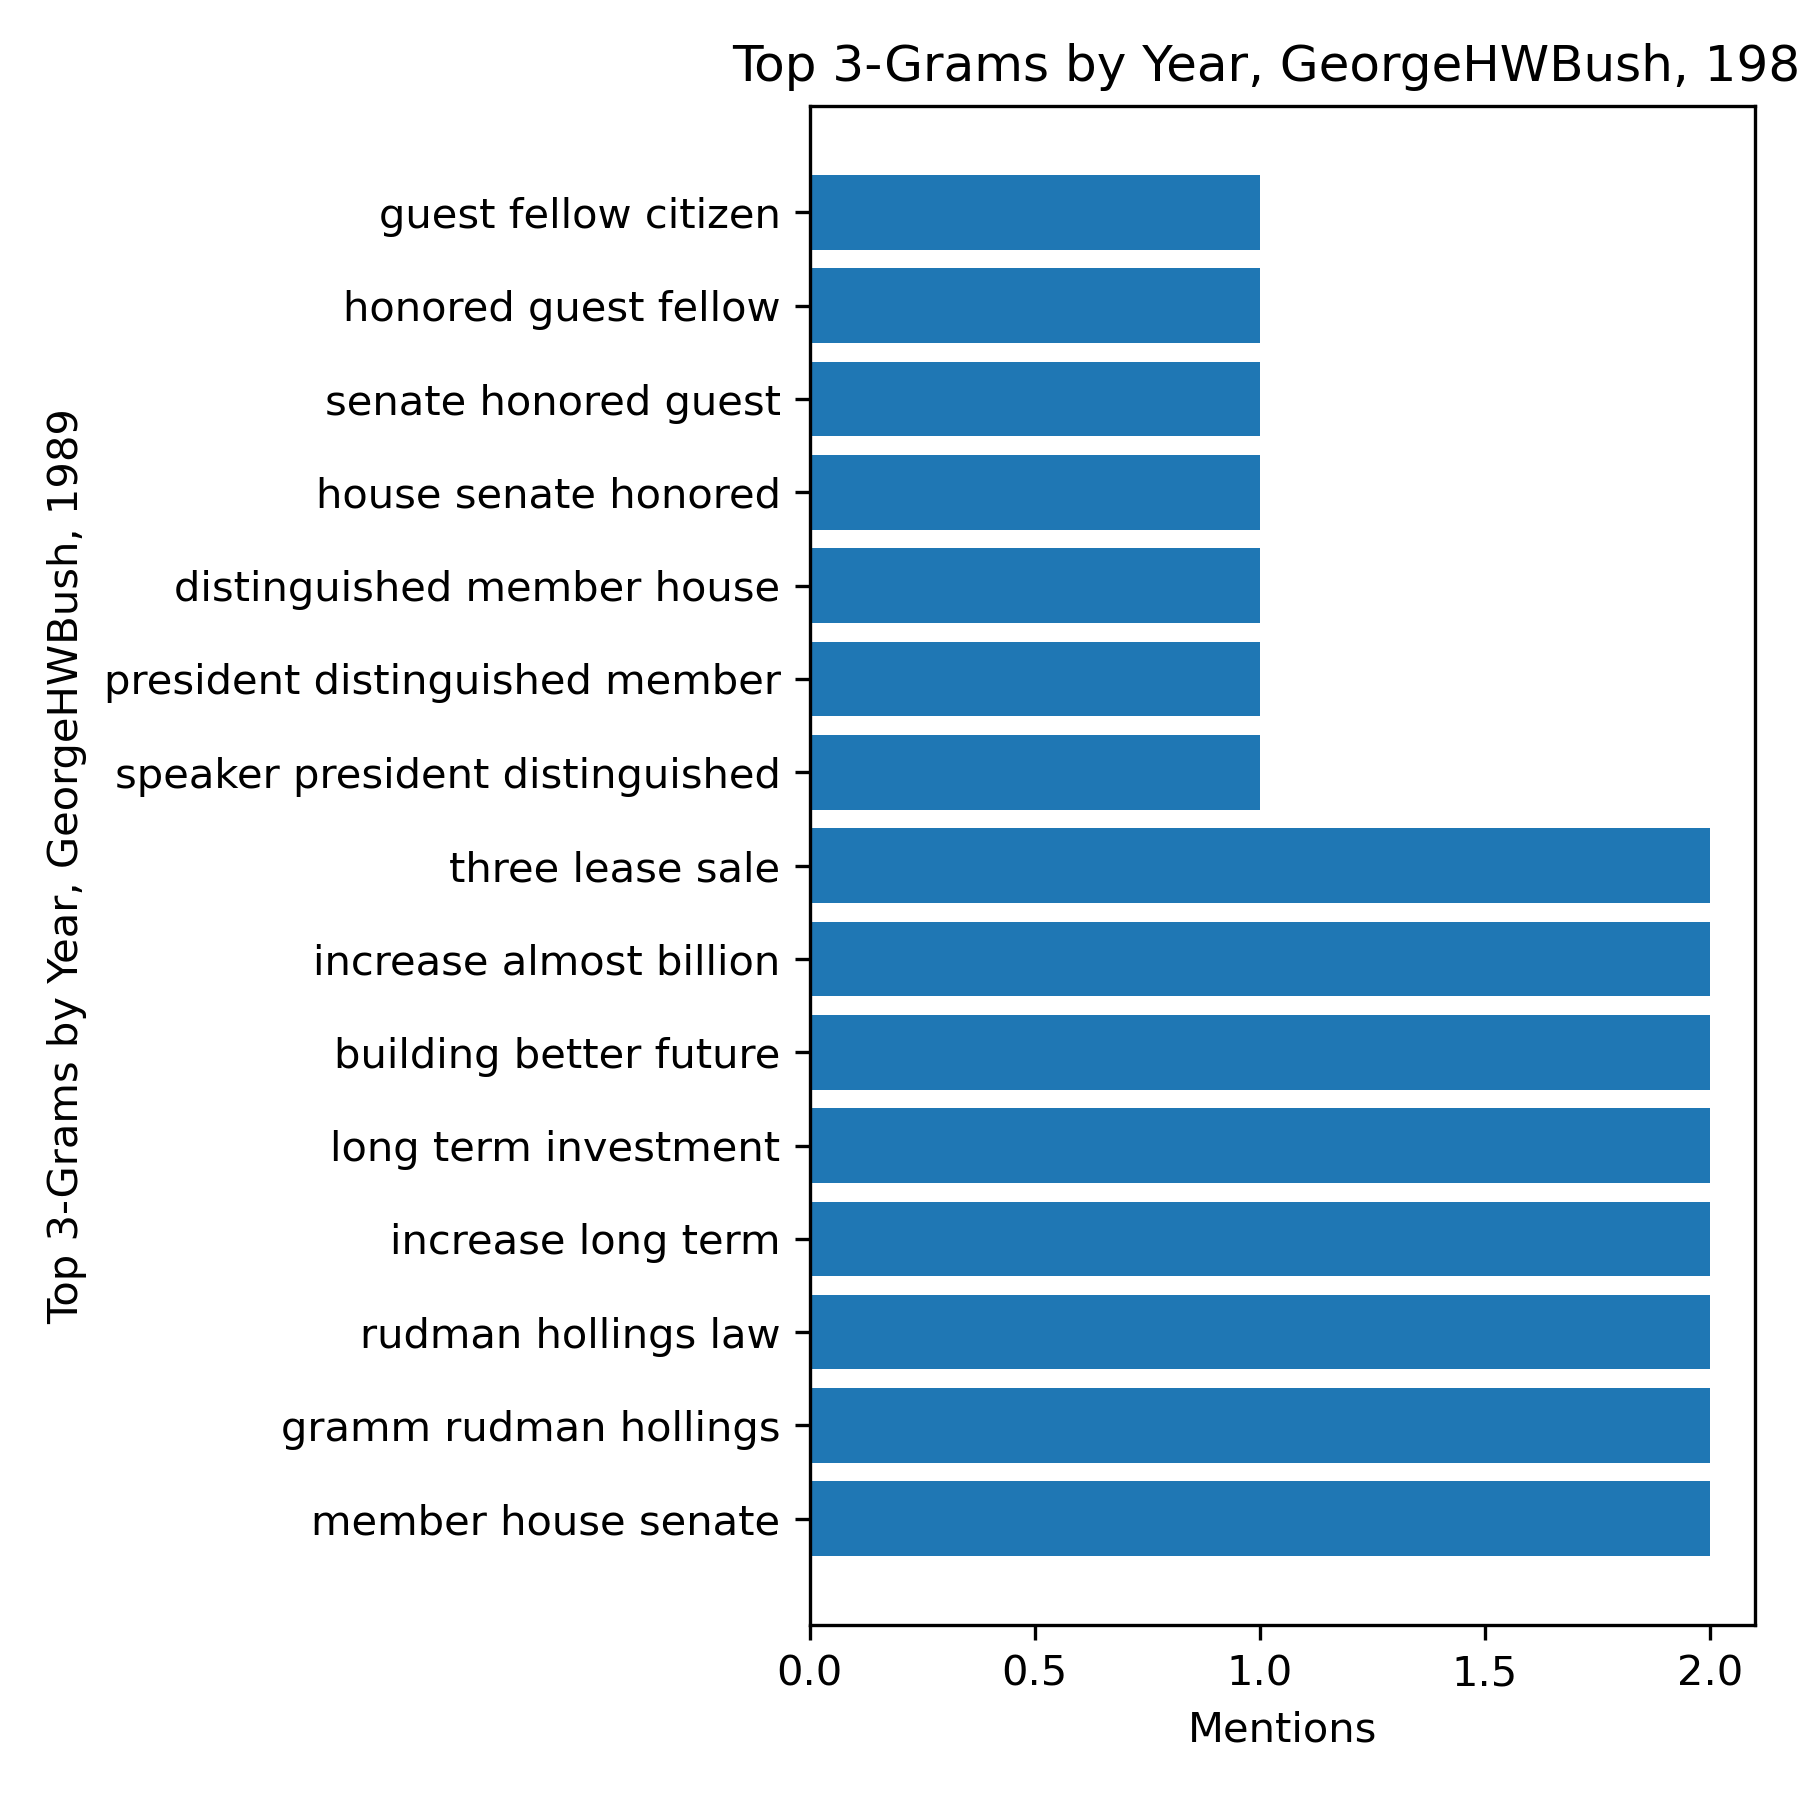 Top 3-Grams by Year, GeorgeHWBush, 198
Top 3-Grams by Year, GeorgeHWBush, 1989
guest fellow citizen
honored guest fellow
senate honored guest
house senate honored
distinguished member house
president distinguished member
speaker president distinguished
three lease sale
increase almost billion
building better future
long term investment
increase long term
rudman hollings law
gramm rudman hollings
member house senate
0.0 0.5 1.0 1.5 2.0
Mentions